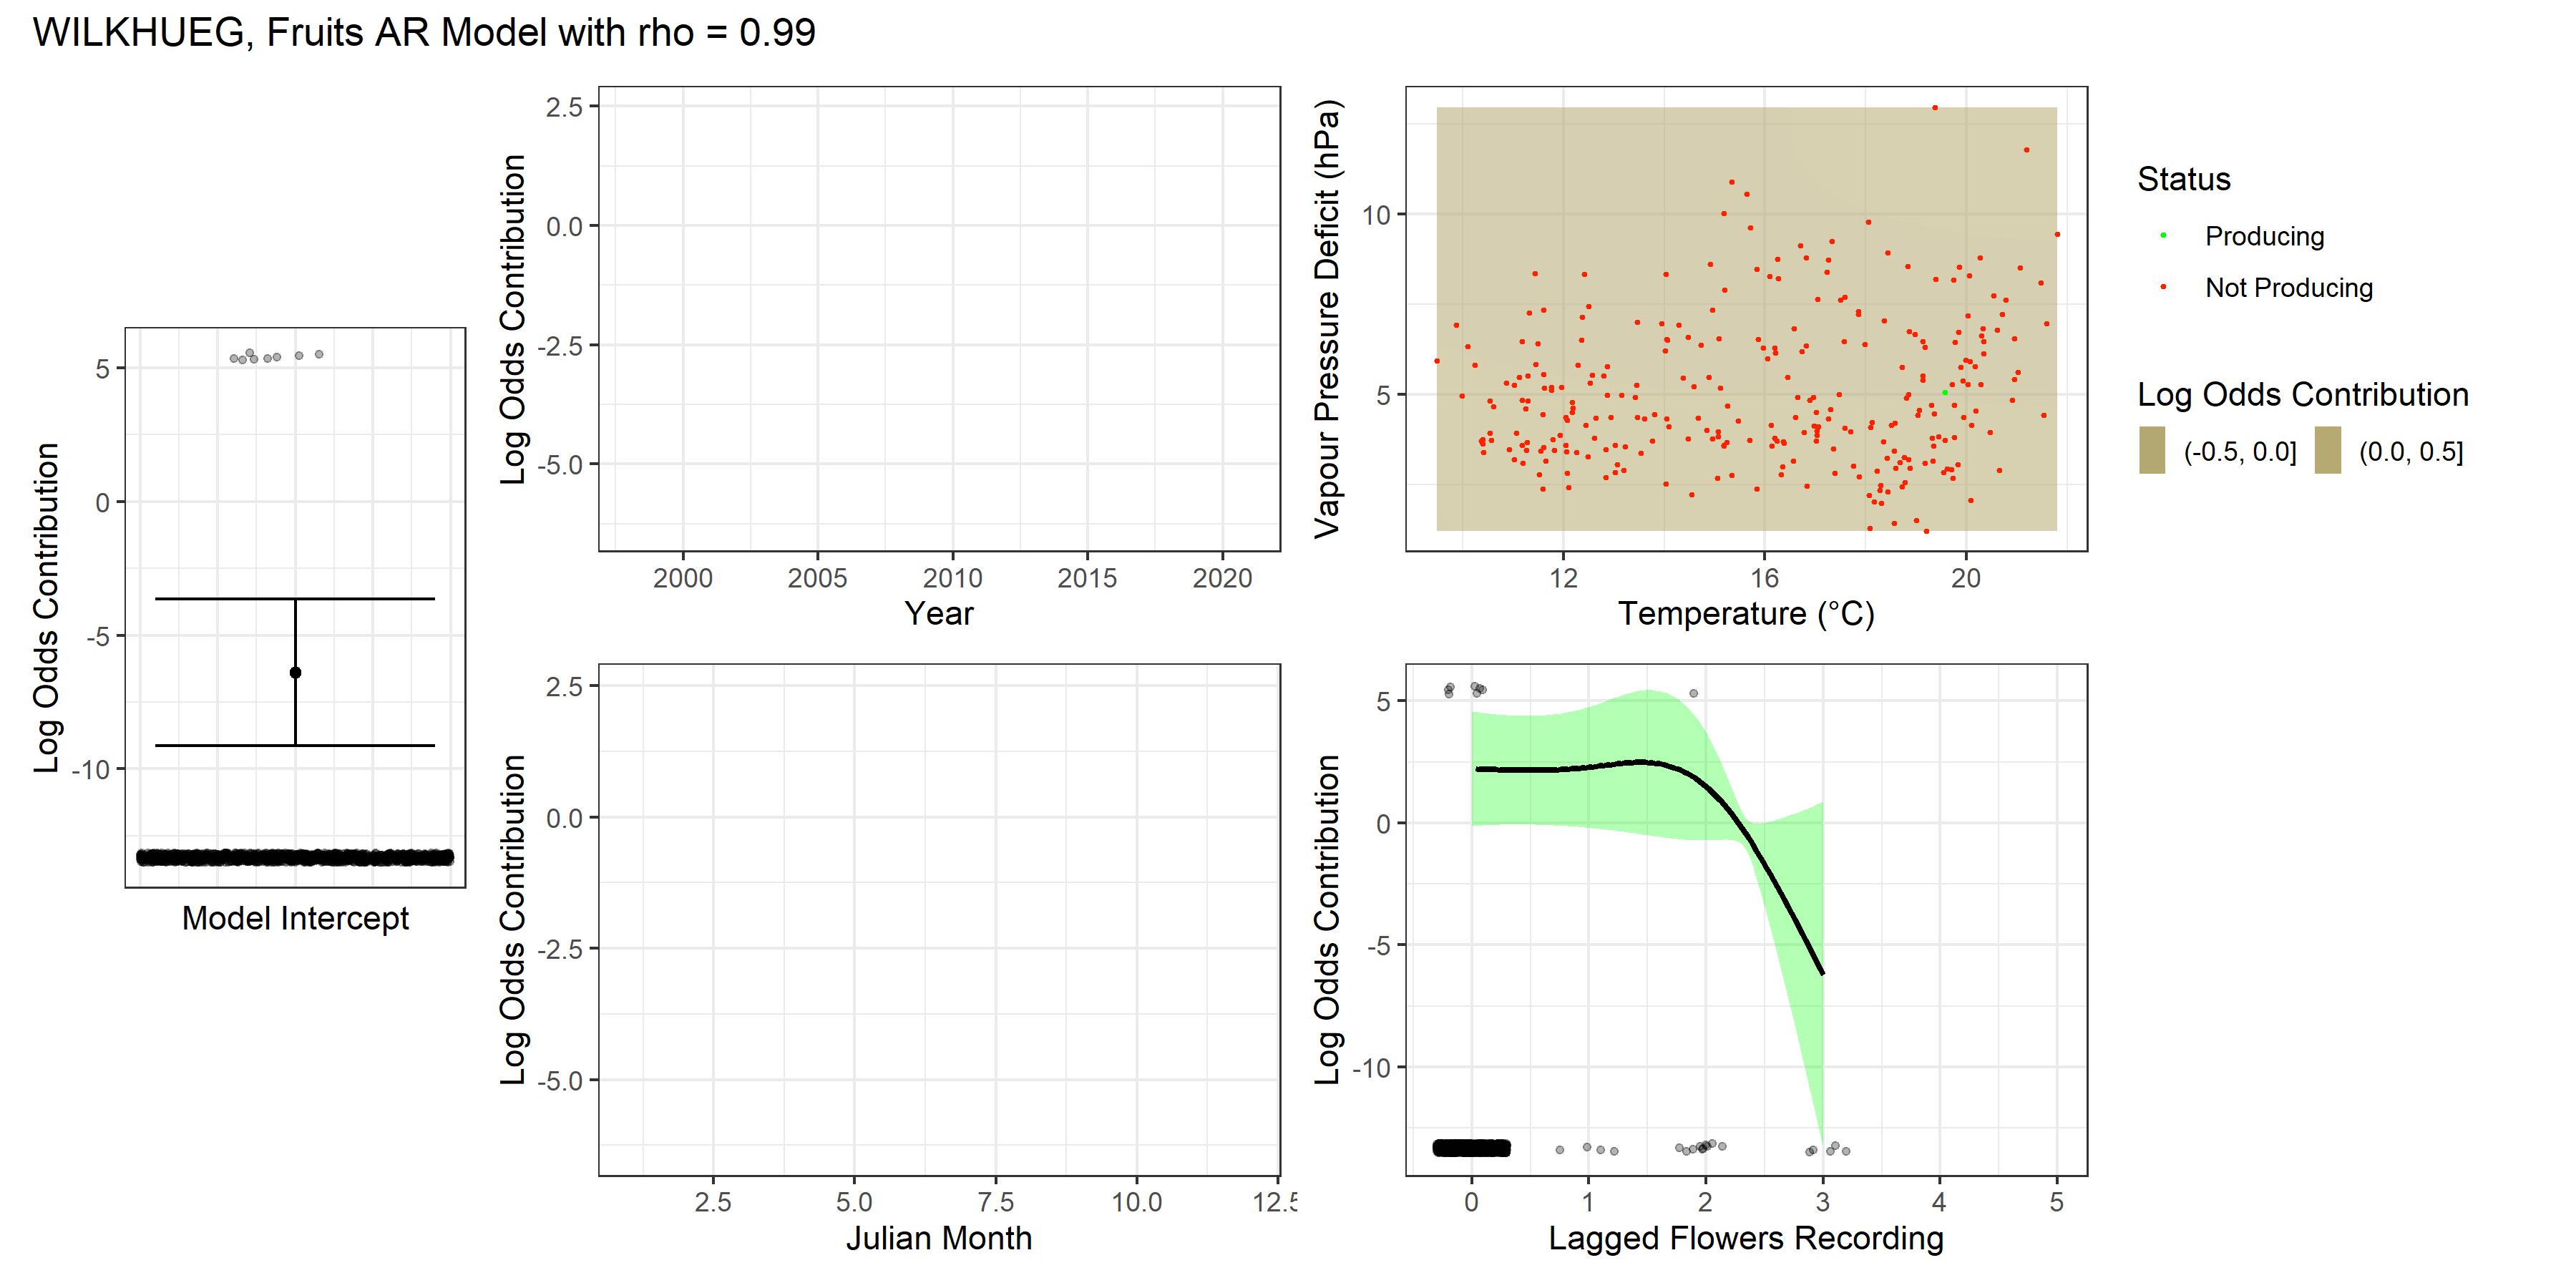 WILKHUEG, Fruits AR Model with rho = 0.99
Log Odds Contribution
5
0
-5
-10
Model Intercept
Log Odds Contribution
2.5
0.0
-2.5
-5.0
2000 2005 2010 2015 2020
Year
Vapour Pressure Deficit (hPa)
10
5
12 16 20
Temperature (°C)
Status
Producing
Not Producing
Log Odds Contribution
(-0.5, 0.0] (0.0, 0.5]
Log Odds Contribution
2.5
0.0
-2.5
-5.0
2.5 5.0 7.5 10.0 12.5
Julian Month
Log Odds Contribution
5
0
-5
-10
0 1 2 3 4 5
Lagged Flowers Recording